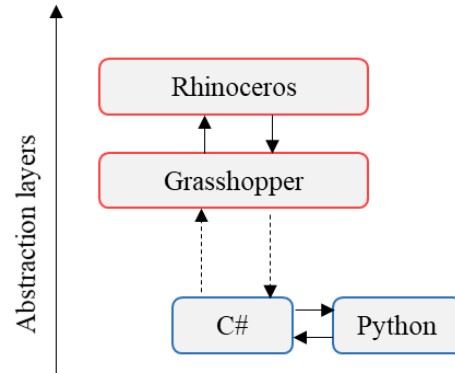 Abstraction layers
Rhinoceros
Grasshopper
C#
Python